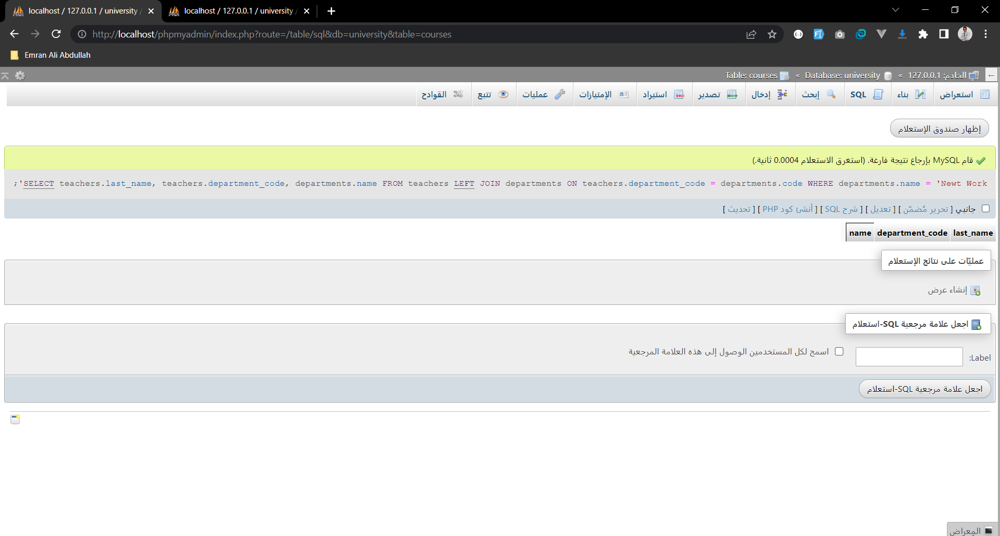 localhost / 127.0.0.1 / university /
localhost / 127.0.0.1 / university /
http://localhost/phpmyadmin/index.php?route=/table/sql&db=university&table=courses
Emran Ali Abdullah
الخادم: 127.0.0.1 » Database: university » Table: courses
استعراض بناء SQL إبحث إدخال تصدير استيراد الإمتيازات عمليات تتبع القوادح
إظهار صندوق الإستعلام
قام MySQL بإرجاع نتيجة فارغة. (استغرق الاستعلام 0.0004 ثانية.)
;'SELECT teachers.last_name, teachers.department_code, departments.name FROM teachers LEFT JOIN departments ON teachers.department_code = departments.code WHERE departments.name = 'Newt Work
جانبي [ تحرير مُضمّن ] [ تعديل ] [ شرح SQL ] [ أنشئ كود PHP ] [ تحديث ]
last_name department_code name
عمليّات على نتائج الإستعلام
إنشاء عرض
اجعل علامة مرجعية SQL-استعلام
Label: اسمح لكل المستخدمين الوصول إلى هذه العلامة المرجعية
اجعل علامة مرجعية SQL-استعلام
المِعراض